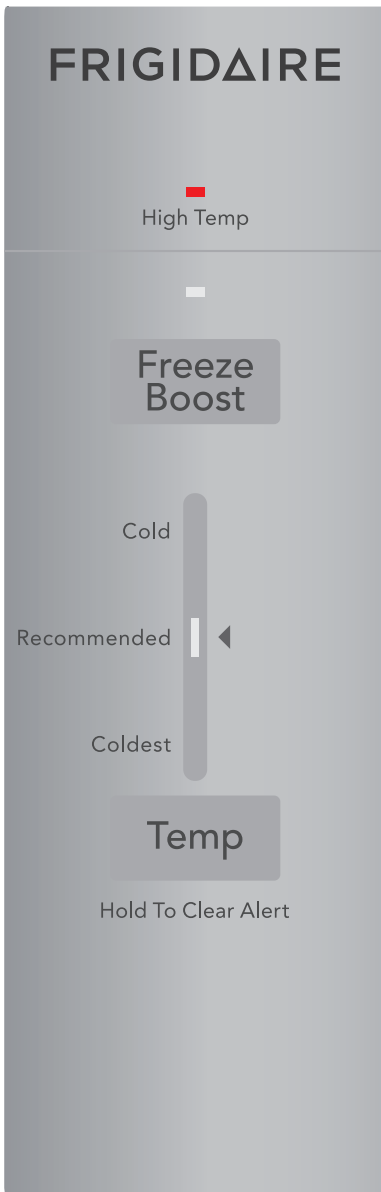 FRIGIDAIRE
High Temp
Freeze
Boost
Cold
Recommended
Coldest
Temp
Hold To Clear Alert